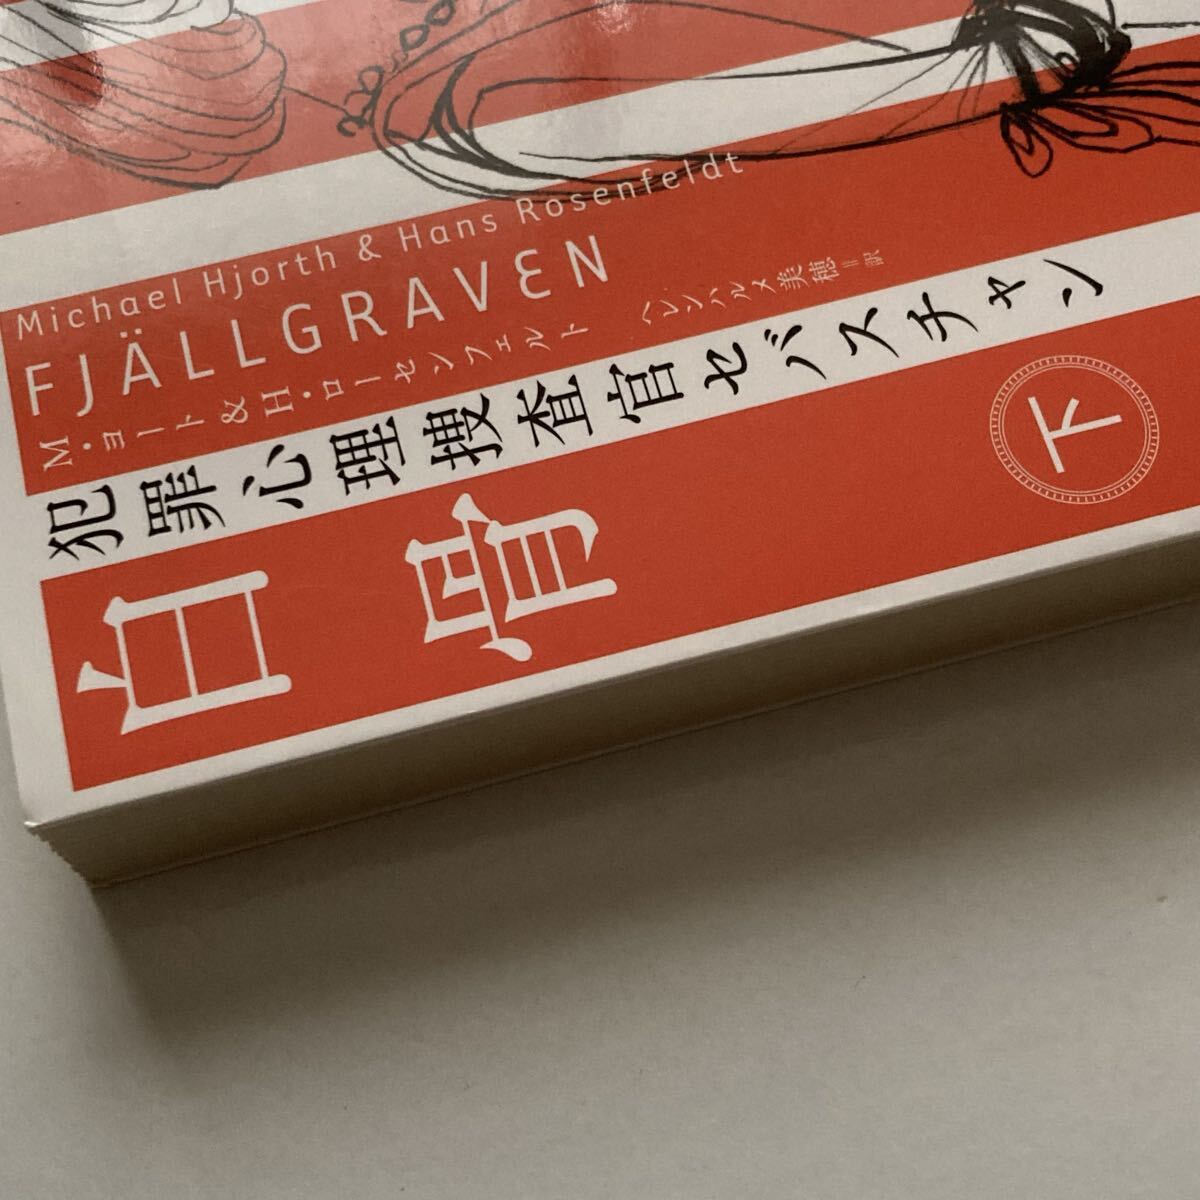 Michael Hjorth & Hans Rosenfeldt
FJÄLLGRAVEN
M・ヨート&H・ローセンフェルト ヘレンハルメ美穂=訳
犯罪心理捜査官セバスチャン
白骨
下